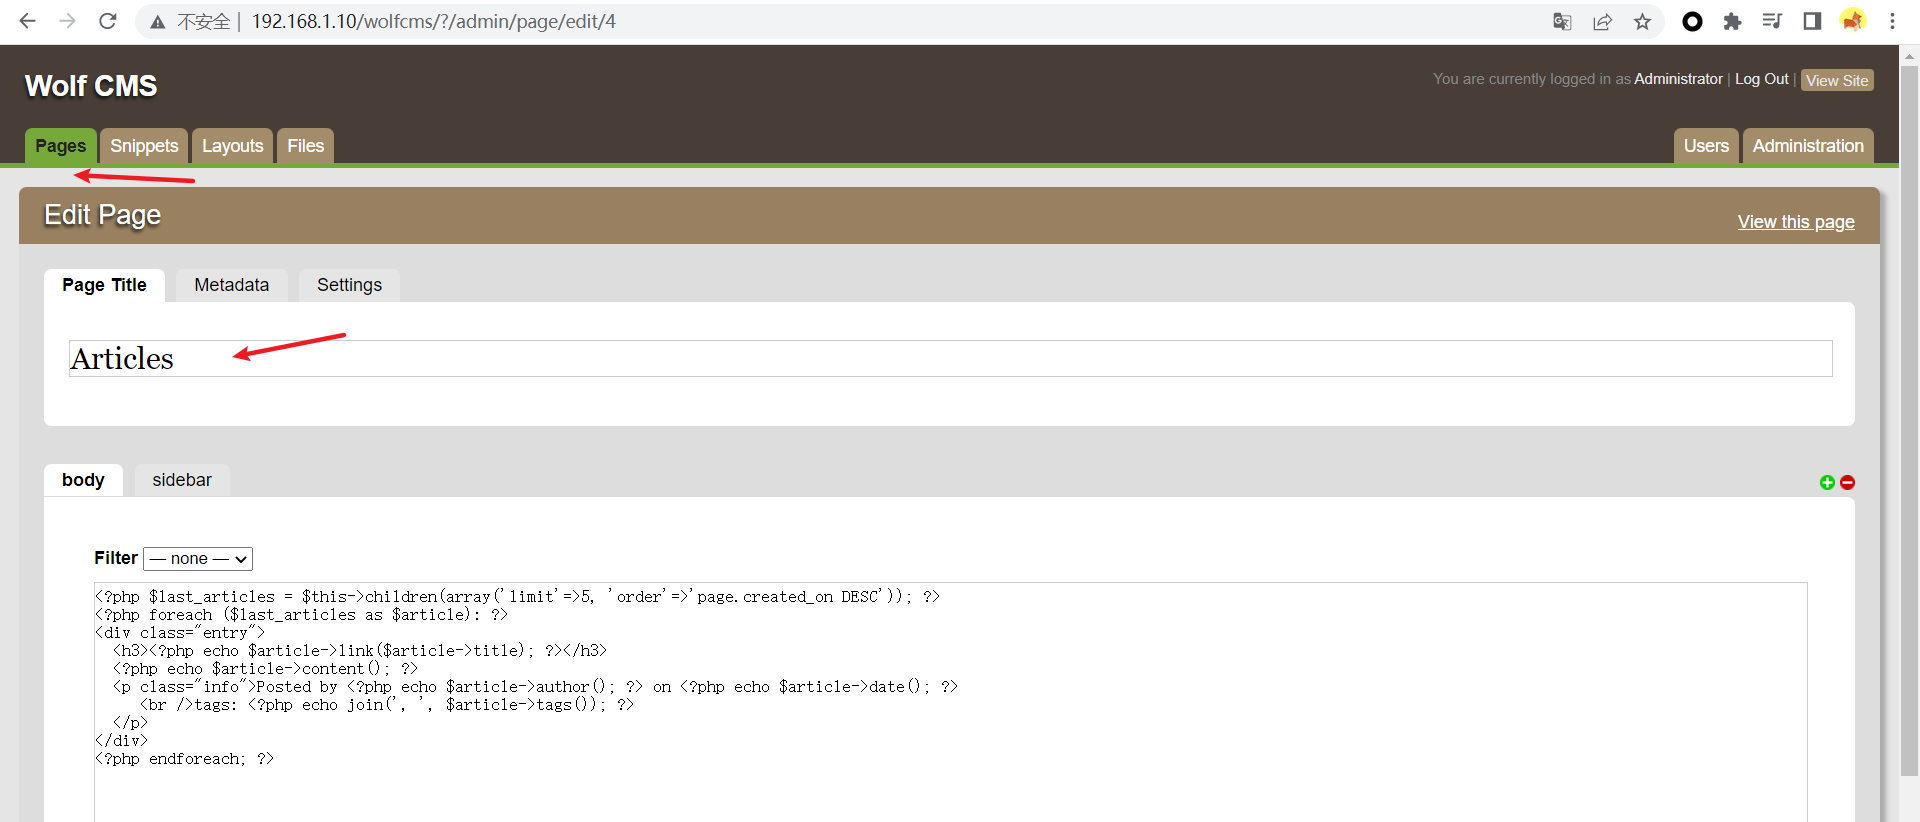 不安全 | 192.168.1.10/wolfcms/?/admin/page/edit/4
Wolf CMS
You are currently logged in as Administrator | Log Out | View Site
Pages Snippets Layouts Files Users Administration
Edit Page
View this page
Page Title Metadata Settings
Articles
body sidebar
Filter — none —
<?php $last_articles = $this->children(array('limit'=>5, 'order'=>'page.created_on DESC')); ?>
<?php foreach ($last_articles as $article): ?>
<div class="entry">
  <h3><?php echo $article->link($article->title); ?></h3>
  <?php echo $article->content(); ?>
  <p class="info">Posted by <?php echo $article->author(); ?> on <?php echo $article->date(); ?>
     <br />tags: <?php echo join(', ', $article->tags()); ?>
  </p>
</div>
<?php endforeach; ?>